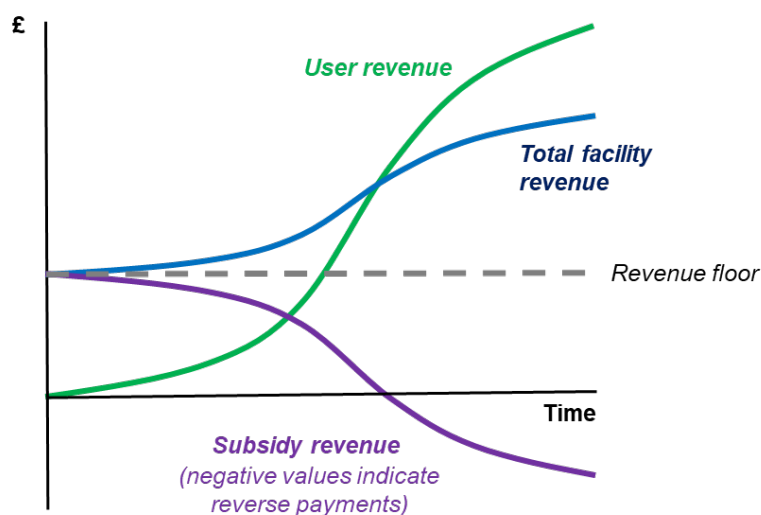 £
User revenue
Total facility
revenue
Revenue floor
Time
Subsidy revenue
(negative values indicate
reverse payments)